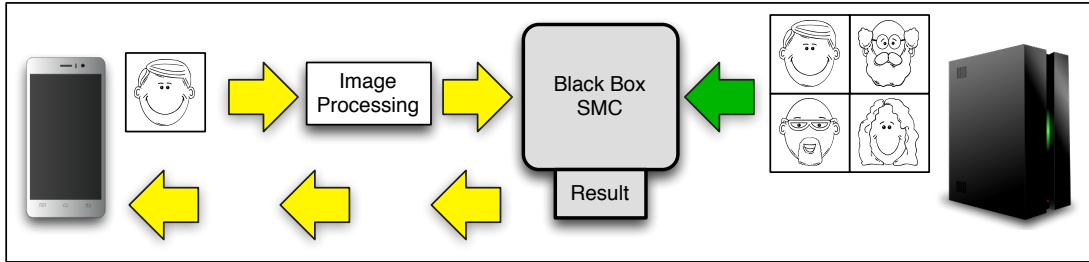 Image
Processing
Black Box
SMC
Result